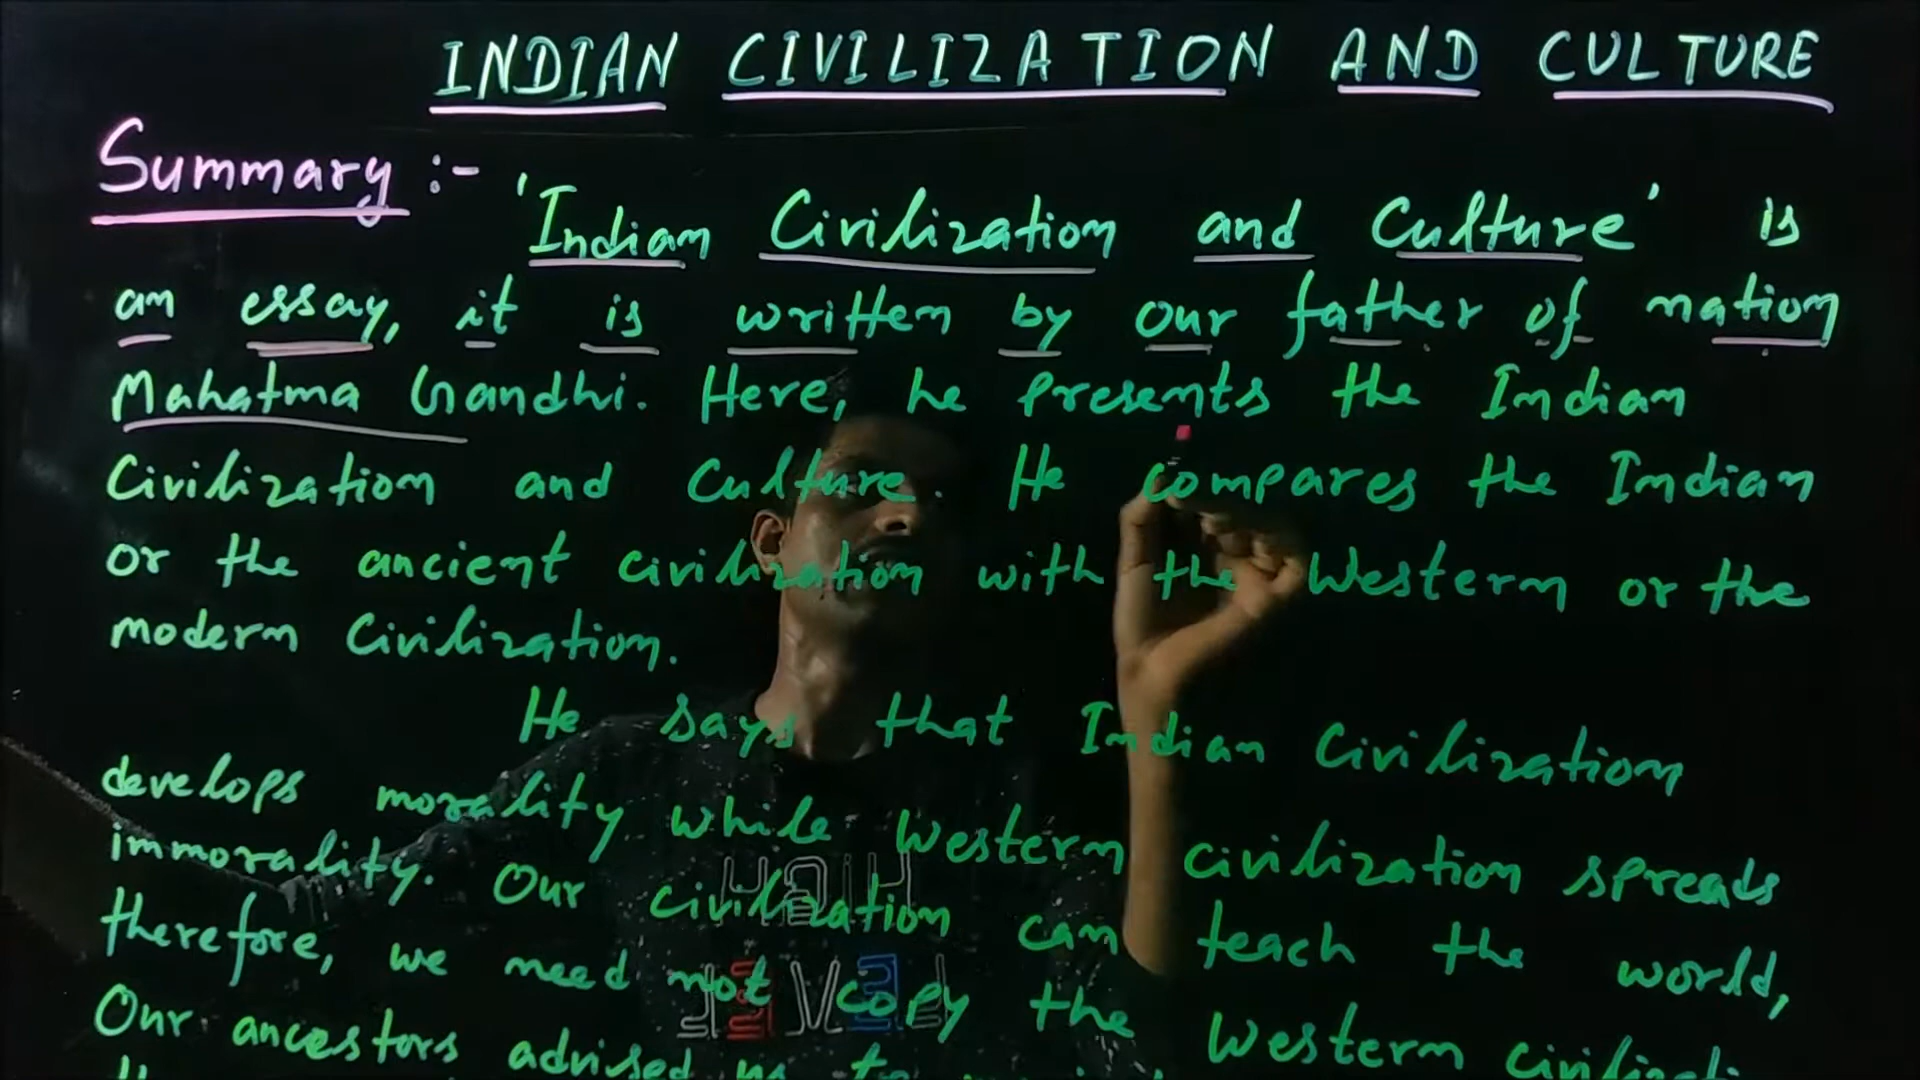 INDIAN CIVILIZATION AND CULTURE
Summary :- 'Indian Civilization and Culture' is
an essay, it is written by our father of nation
Mahatma Gandhi. Here, he presents the Indian
Civilization and Culture. He compares the Indian
or the ancient civilization with the Western or the
modern Civilization.
He says that Indian Civilization
develops morality while Western civilization spreads
immorality. Our civilization can teach the world,
therefore, we need not copy the Western
Our ancestors advised us to